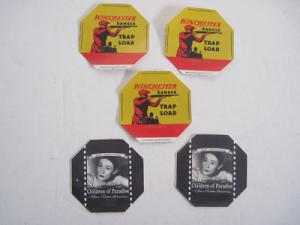 WINCHESTER
RANGER
TRAP
LOAD
WINCHESTER
RANGER
TRAP
LOAD
WINCHESTER
RANGER
TRAP
LOAD
Children of Paradise
Children of Paradise